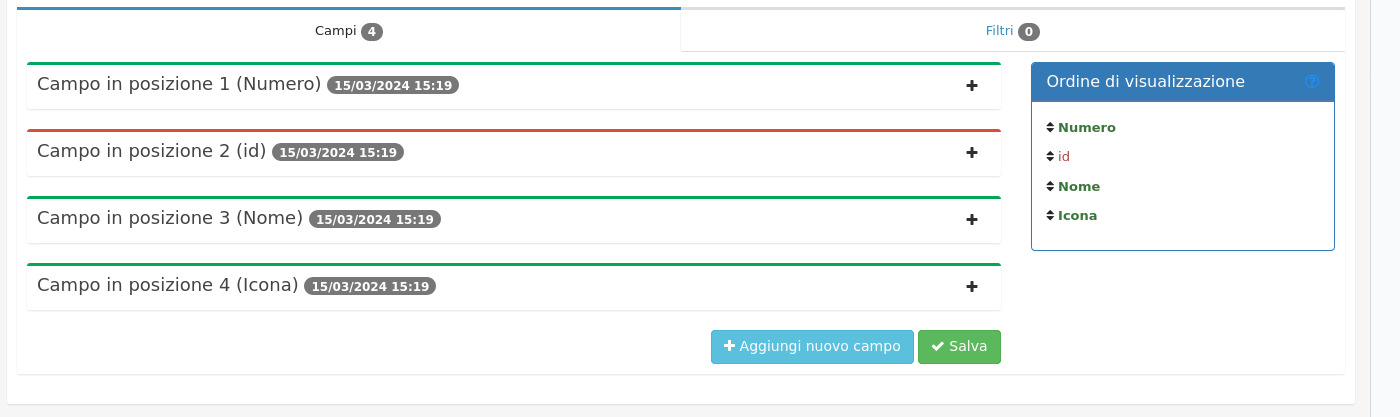 Campi 4
Filtri 0
Campo in posizione 1 (Numero) 15/03/2024 15:19
Campo in posizione 2 (id) 15/03/2024 15:19
Campo in posizione 3 (Nome) 15/03/2024 15:19
Campo in posizione 4 (Icona) 15/03/2024 15:19
Aggiungi nuovo campo
Salva
Ordine di visualizzazione
Numero
id
Nome
Icona